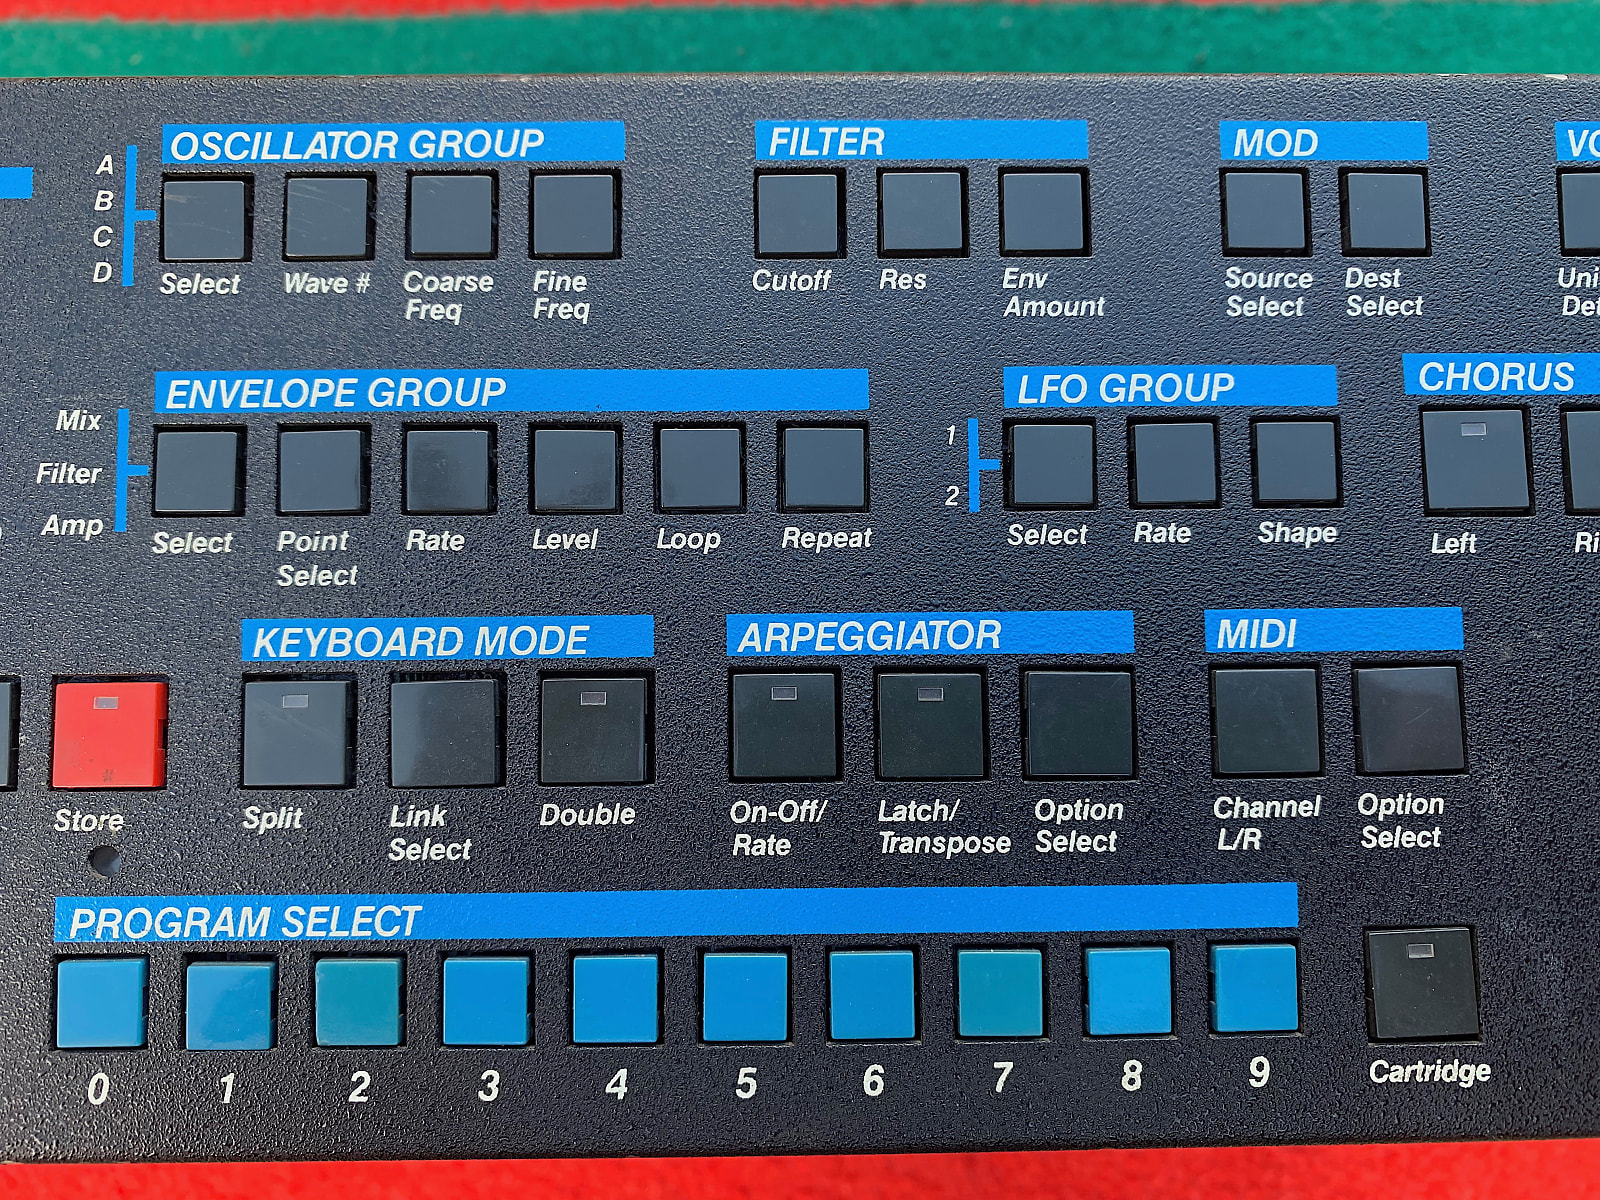 OSCILLATOR GROUP
A
B
C
D
Select
Wave #
Coarse
Freq
Fine
Freq
FILTER
Cutoff
Res
Env
Amount
MOD
Source
Select
Dest
Select
ENVELOPE GROUP
Mix
Filter
Amp
Select
Point
Select
Rate
Level
Loop
Repeat
LFO GROUP
1
2
Select
Rate
Shape
CHORUS
Left
Store
KEYBOARD MODE
Split
Link
Select
Double
ARPEGGIATOR
On-Off/
Rate
Latch/
Transpose
Option
Select
MIDI
Channel
L/R
Option
Select
PROGRAM SELECT
0 1 2 3 4 5 6 7 8 9
Cartridge